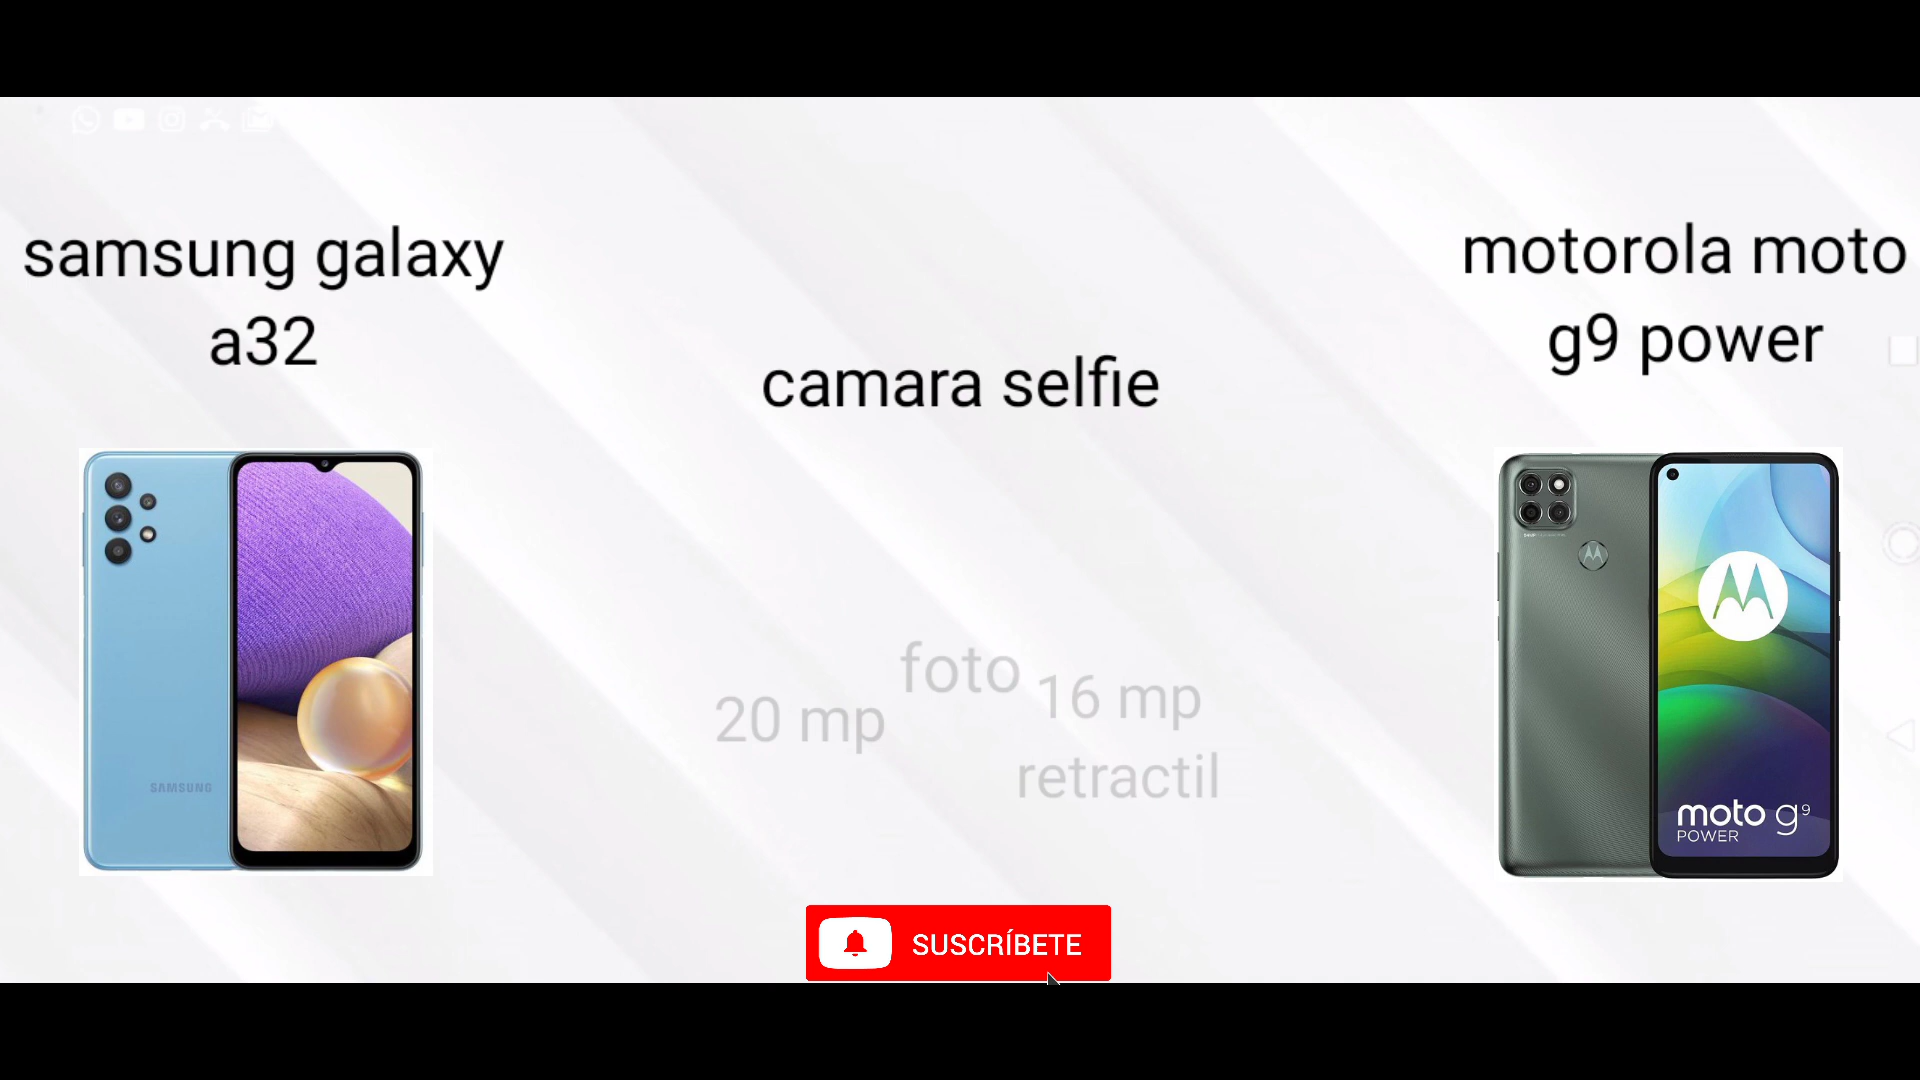 samsung galaxy
a32
camara selfie
motorola moto
g9 power
foto
20 mp
16 mp
retractil
SAMSUNG
moto g9
POWER
SUSCRÍBETE